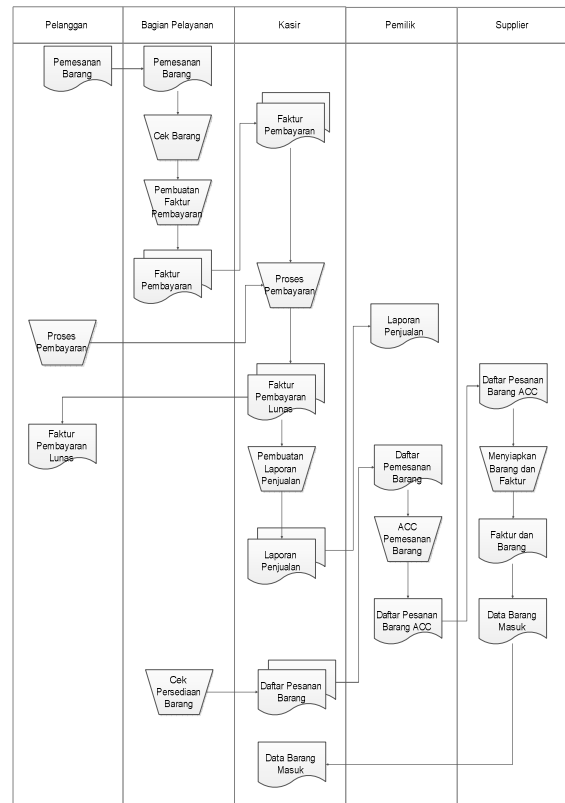 Pelanggan
Bagian Pelayanan
Kasir
Pemilik
Supplier
Pemesanan
Barang
Pemesanan
Barang
Cek Barang
Pembuatan
Faktur
Pembayaran
Faktur
Pembayaran
Faktur
Pembayaran
Proses
Pembayaran
Proses
Pembayaran
Faktur
Pembayaran
Lunas
Faktur
Pembayaran
Lunas
Pembuatan
Laporan
Penjualan
Laporan
Penjualan
Laporan
Penjualan
Cek
Persediaan
Barang
Daftar Pesanan
Barang
Daftar
Pemesanan
Barang
ACC
Pemesanan
Barang
Daftar Pesanan
Barang ACC
Daftar Pesanan
Barang ACC
Menyiapkan
Barang dan
Faktur
Faktur dan
Barang
Data Barang
Masuk
Data Barang
Masuk